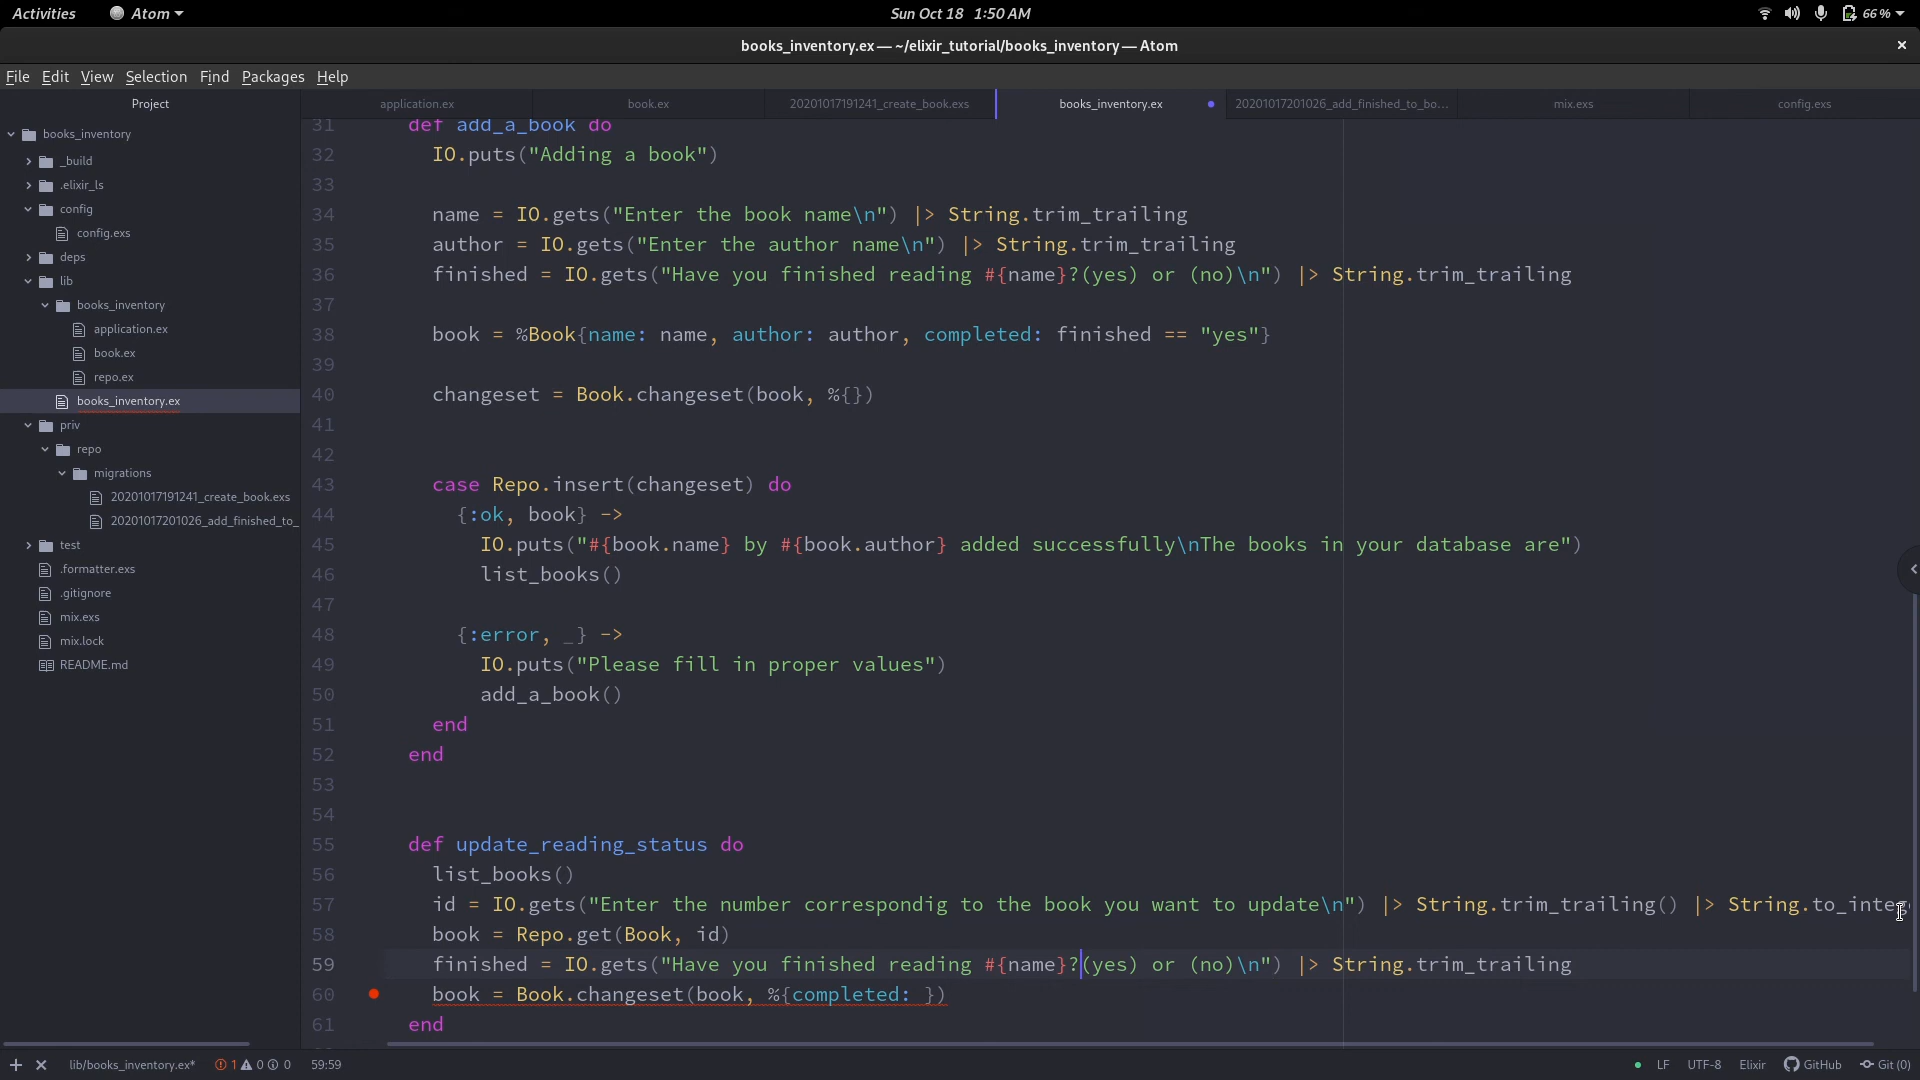 Activities Atom Sun Oct 18 1:50 AM 66 %
books_inventory.ex — ~/elixir_tutorial/books_inventory — Atom ×
File Edit View Selection Find Packages Help
Project
application.ex book.ex 20201017191241_create_book.exs books_inventory.ex 20201017201026_add_finished_to_bo... mix.exs config.exs
books_inventory
_build
.elixir_ls
config
config.exs
deps
lib
books_inventory
application.ex
book.ex
repo.ex
books_inventory.ex
priv
repo
migrations
20201017191241_create_book.exs
20201017201026_add_finished_to_
test
.formatter.exs
.gitignore
mix.exs
mix.lock
README.md
31 def add_a_book do
32 IO.puts("Adding a book")
33
34 name = IO.gets("Enter the book name\n") |> String.trim_trailing
35 author = IO.gets("Enter the author name\n") |> String.trim_trailing
36 finished = IO.gets("Have you finished reading #{name}?(yes) or (no)\n") |> String.trim_trailing
37
38 book = %Book{name: name, author: author, completed: finished == "yes"}
39
40 changeset = Book.changeset(book, %{})
41
42
43 case Repo.insert(changeset) do
44 {:ok, book} ->
45 IO.puts("#{book.name} by #{book.author} added successfully\nThe books in your database are")
46 list_books()
47
48 {:error, _} ->
49 IO.puts("Please fill in proper values")
50 add_a_book()
51 end
52 end
53
54
55 def update_reading_status do
56 list_books()
57 id = IO.gets("Enter the number correspondig to the book you want to update\n") |> String.trim_trailing() |> String.to_integ
58 book = Repo.get(Book, id)
59 finished = IO.gets("Have you finished reading #{name}?(yes) or (no)\n") |> String.trim_trailing
60 book = Book.changeset(book, %{completed: })
61 end
lib/books_inventory.ex* 1 0 0 59:59 LF UTF-8 Elixir GitHub Git (0)